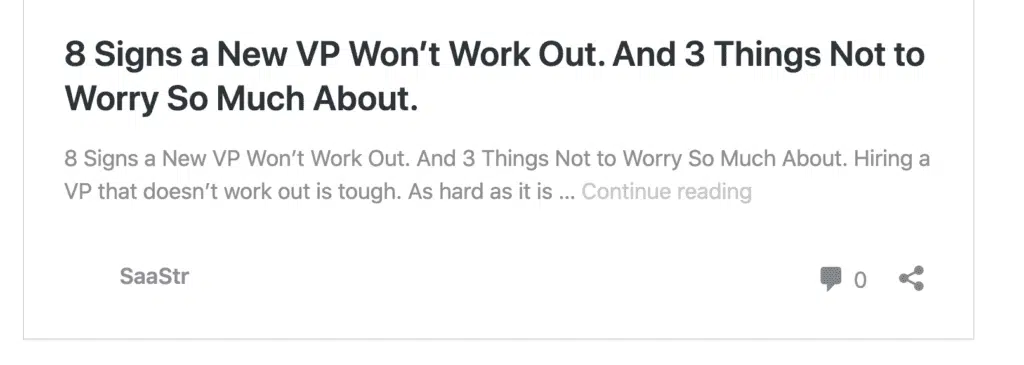 8 Signs a New VP Won’t Work Out. And 3 Things Not to
Worry So Much About.
8 Signs a New VP Won’t Work Out. And 3 Things Not to Worry So Much About. Hiring a
VP that doesn’t work out is tough. As hard as it is ... Continue reading
SaaStr
0